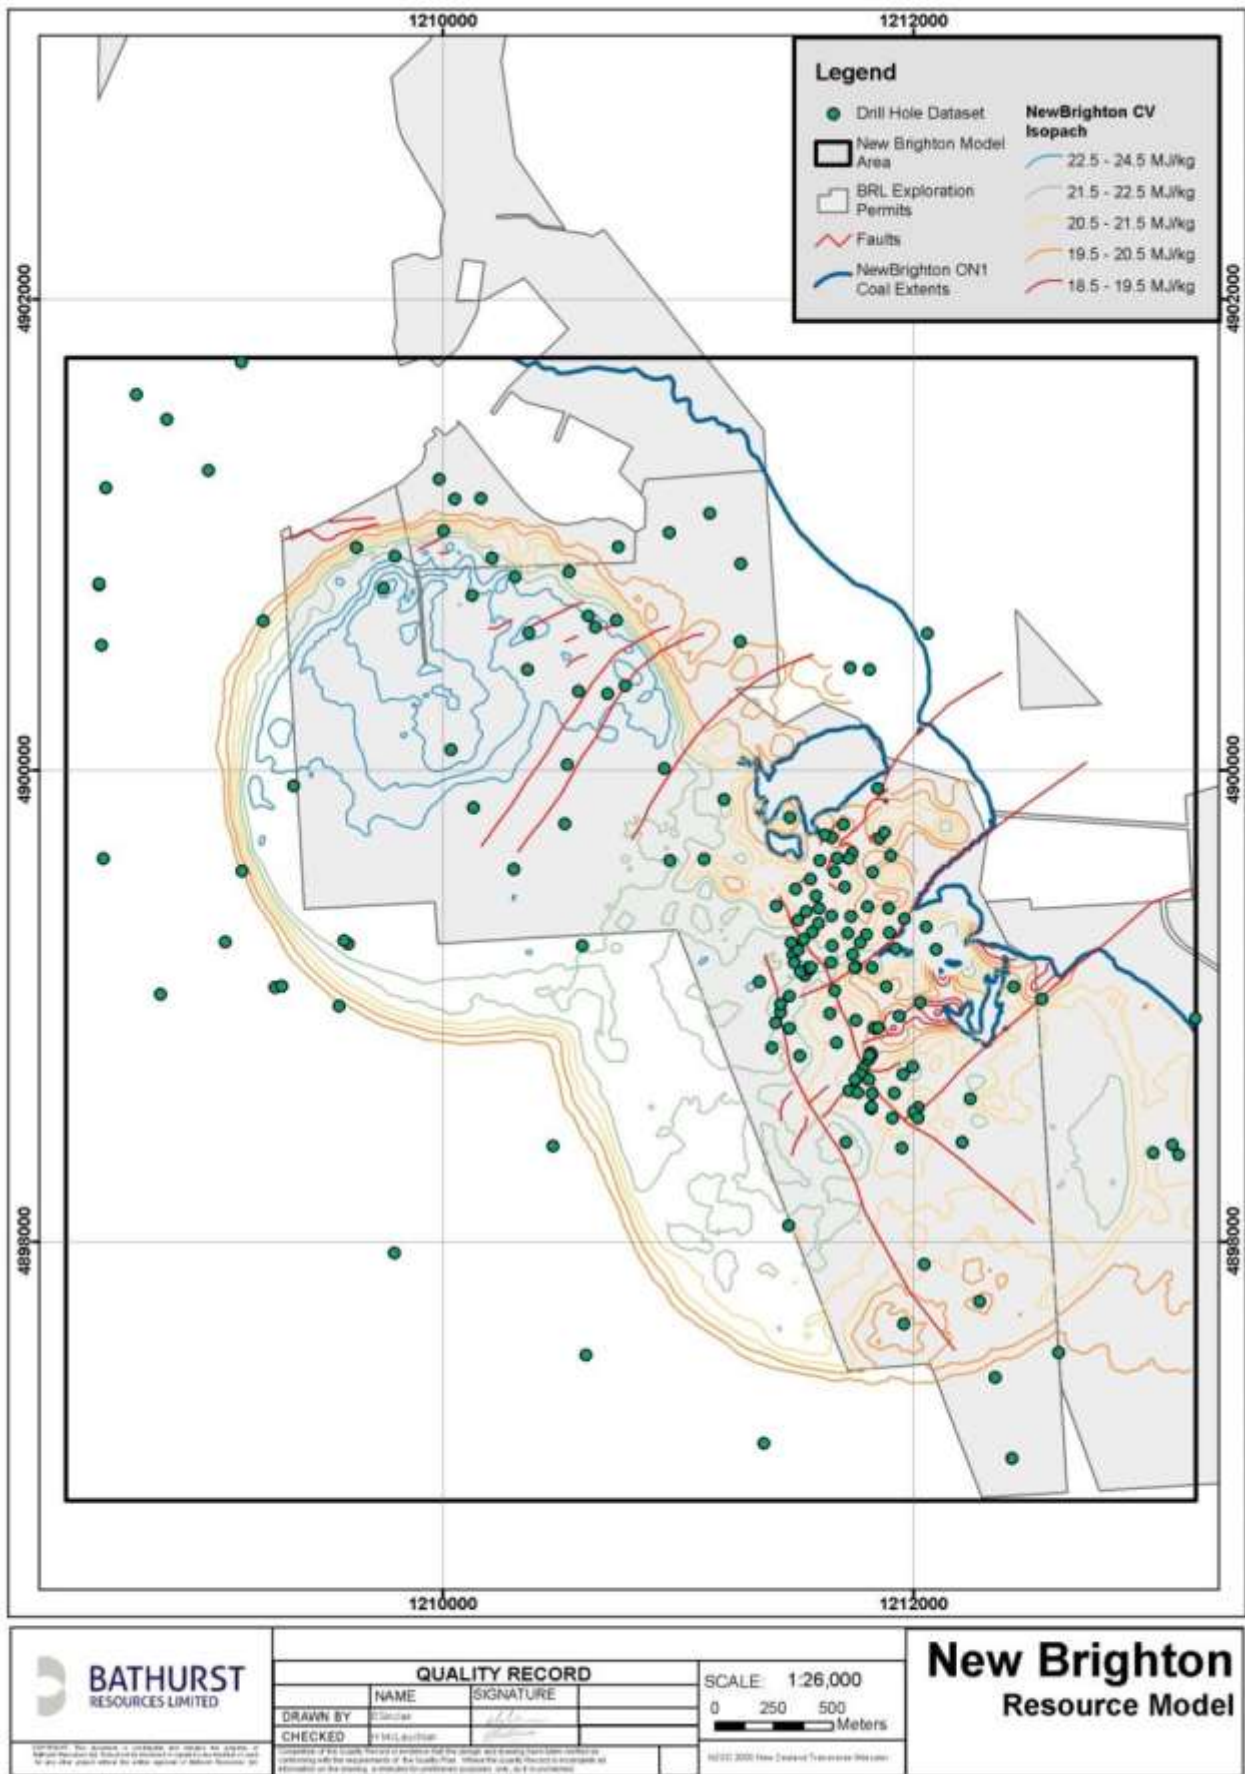 1210000
1212000
Legend
Drill Hole Dataset
New Brighton Model
Area
BRL Exploration
Permits
Faults
NewBrighton ON1
Coal Extents
NewBrighton CV
Isopach
22.5 - 24.5 MJ/kg
21.5 - 22.5 MJ/kg
20.5 - 21.5 MJ/kg
19.5 - 20.5 MJ/kg
18.5 - 19.5 MJ/kg
4902000
4902000
4900000
4900000
4898000
4898000
1210000
1212000
BATHURST
RESOURCES LIMITED
QUALITY RECORD
NAME
SIGNATURE
DRAWN BY
CHECKED
SCALE: 1:26,000
0 250 500
Meters
New Brighton
Resource Model